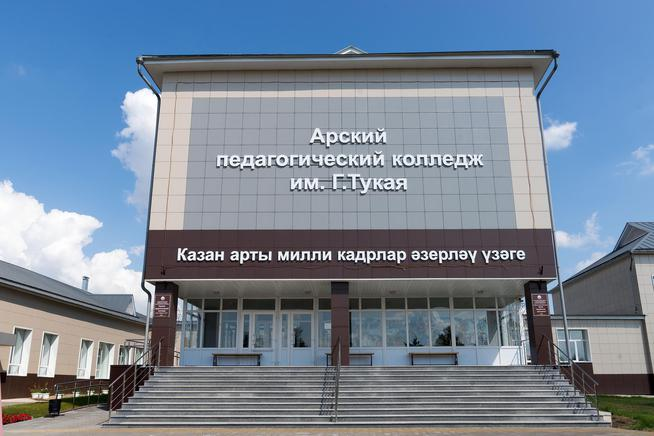 Арский
педагогический колледж
им. Г.Тукая
Казан арты милли кадрлар әзерләү үзәге